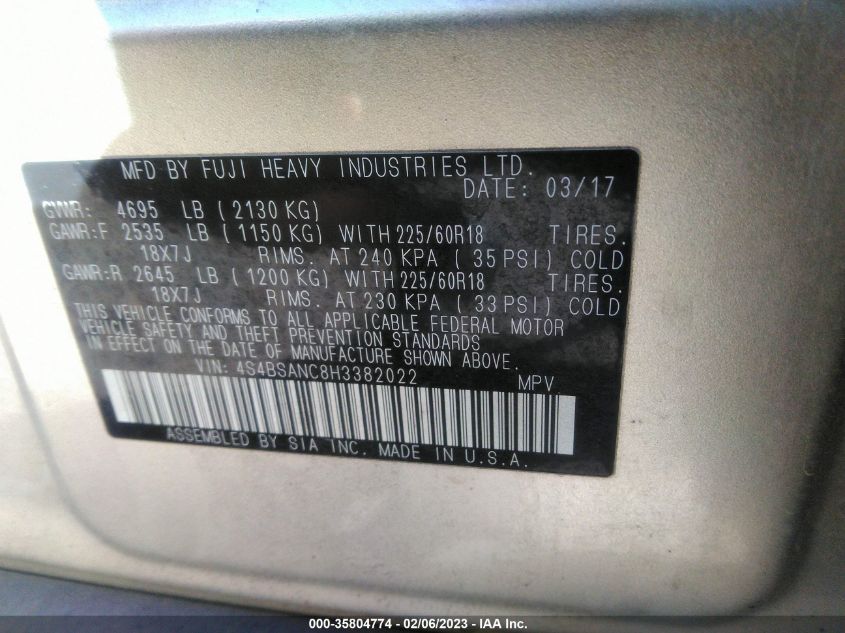 MFD BY FUJI HEAVY INDUSTRIES LTD.
DATE: 03/17
GVWR: 4695 LB ( 2130 KG)
GAWR:F 2535 LB ( 1150 KG) WITH 225/60R18 TIRES.
18X7J RIMS. AT 240 KPA ( 35 PSI) COLD
GAWR:R 2645 LB ( 1200 KG) WITH 225/60R18 TIRES.
18X7J RIMS. AT 230 KPA ( 33 PSI) COLD
THIS VEHICLE CONFORMS TO ALL APPLICABLE FEDERAL MOTOR
VEHICLE SAFETY AND THEFT PREVENTION STANDARDS
IN EFFECT ON THE DATE OF MANUFACTURE SHOWN ABOVE.
VIN: 4S4BSANC8H3382022 MPV
ASSEMBLED BY SIA INC. MADE IN U.S.A.
000-35804774 - 02/06/2023 - IAA Inc.